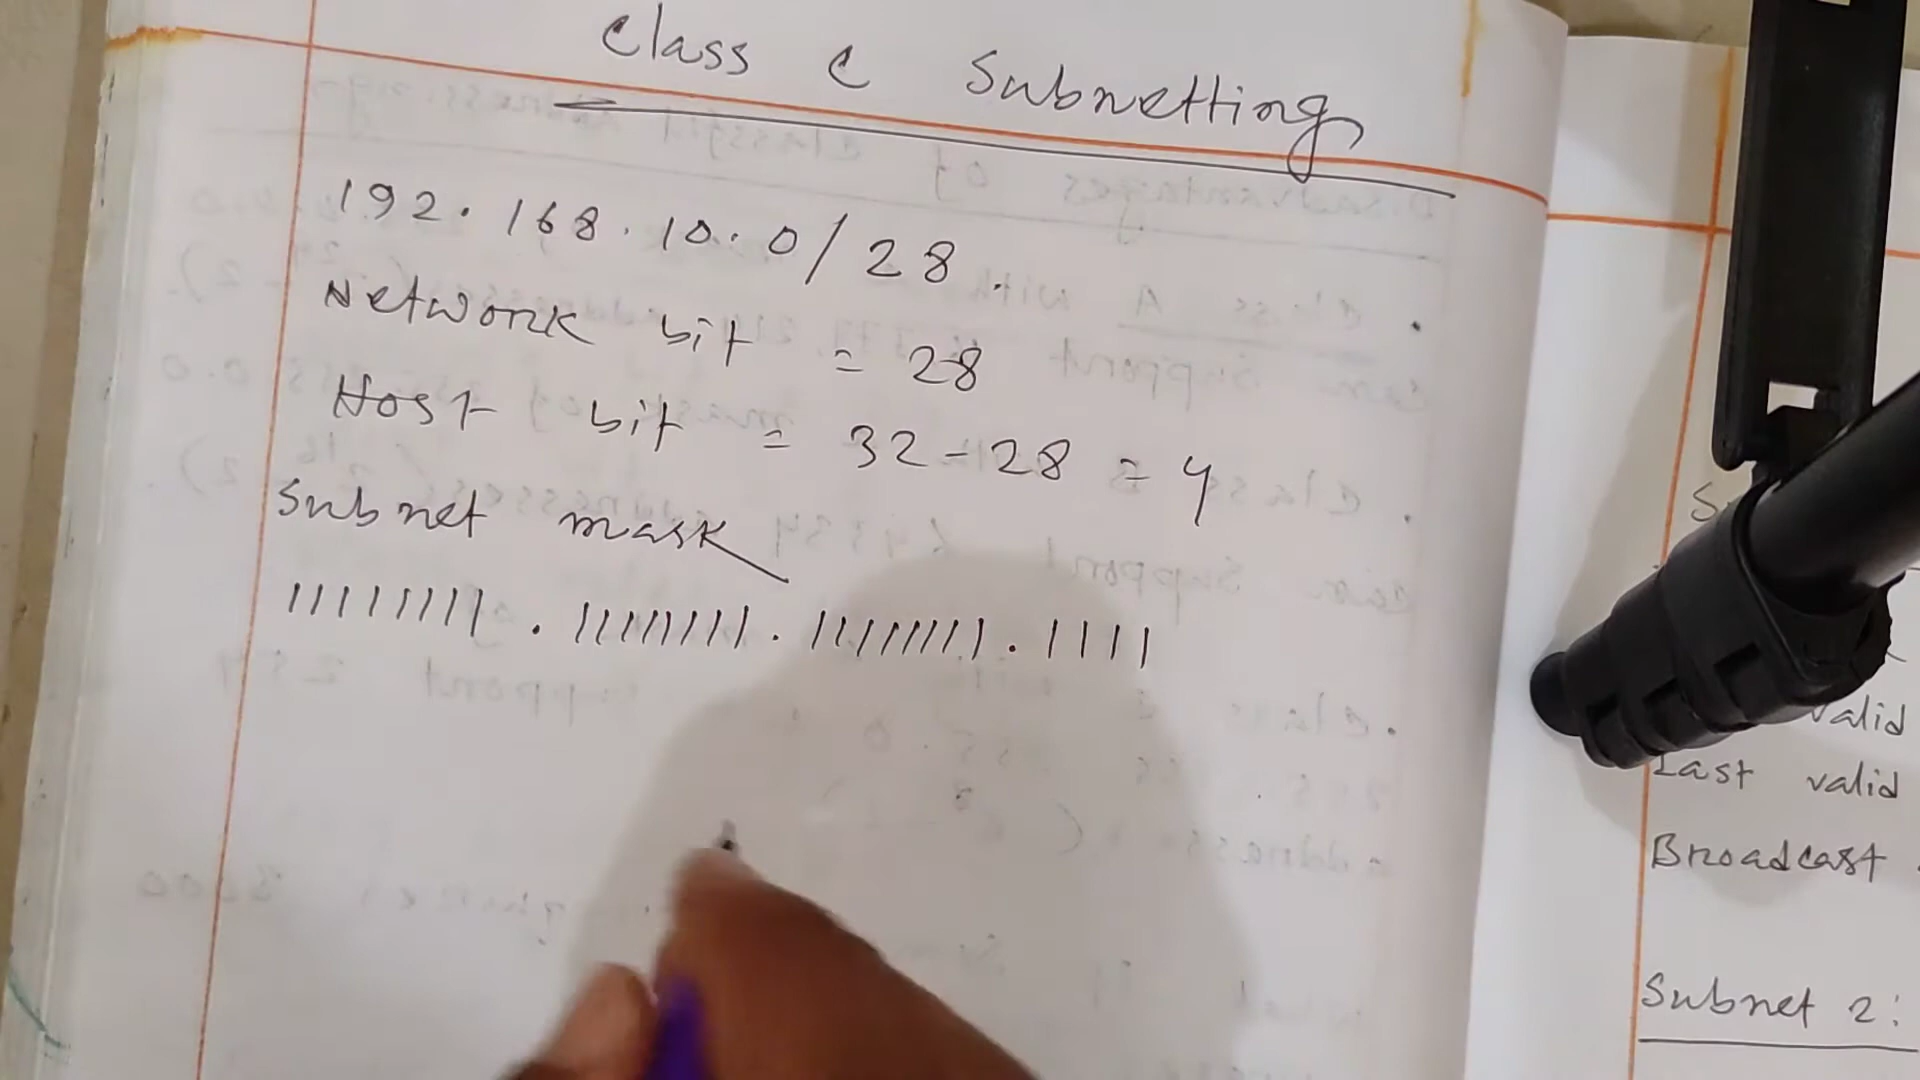 Class C Subnetting
192.168.10.0/28.
Network bit = 28
Host bit = 32-28 = 4
Subnet mask
11111111.11111111.11111111.1111
valid
Last valid
Broadcast
Subnet 2: